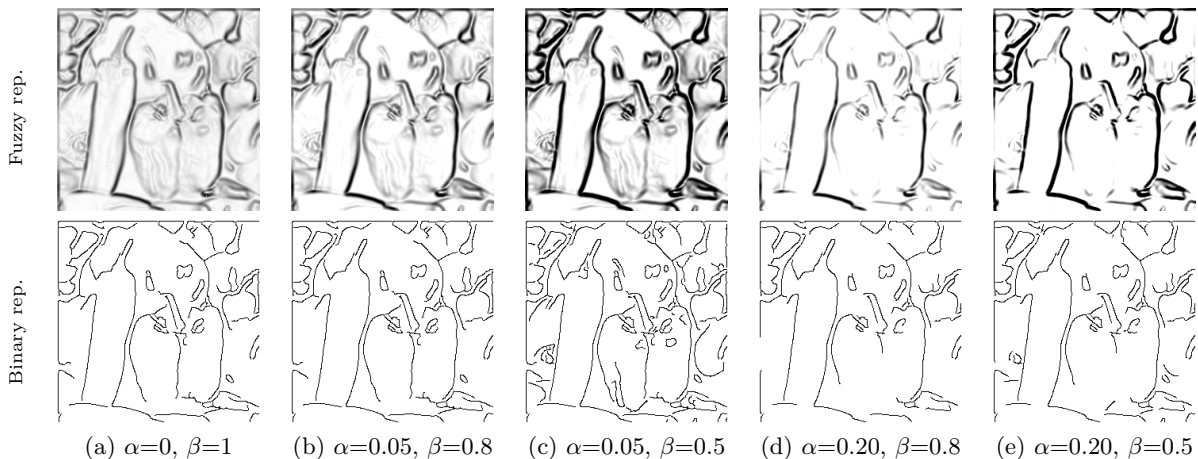 Fuzzy rep.
Binary rep.
(a) α=0, β=1
(b) α=0.05, β=0.8
(c) α=0.05, β=0.5
(d) α=0.20, β=0.8
(e) α=0.20, β=0.5